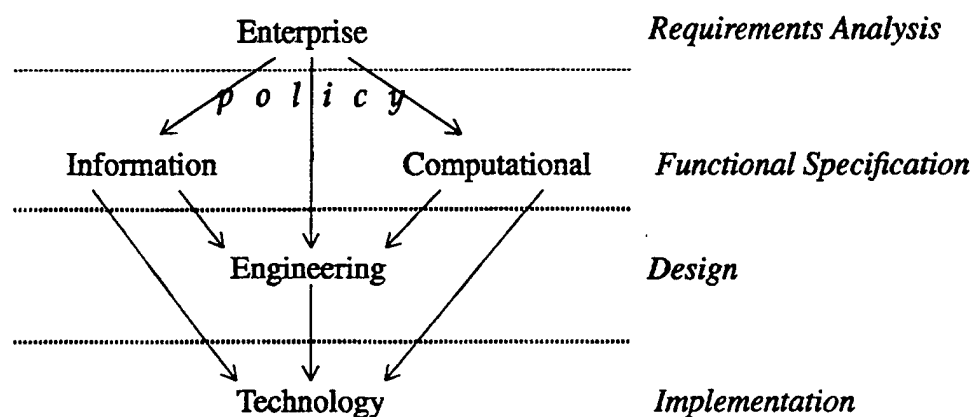 Enterprise Requirements Analysis
p o l i c y
Information Computational Functional Specification
Engineering Design
Technology Implementation